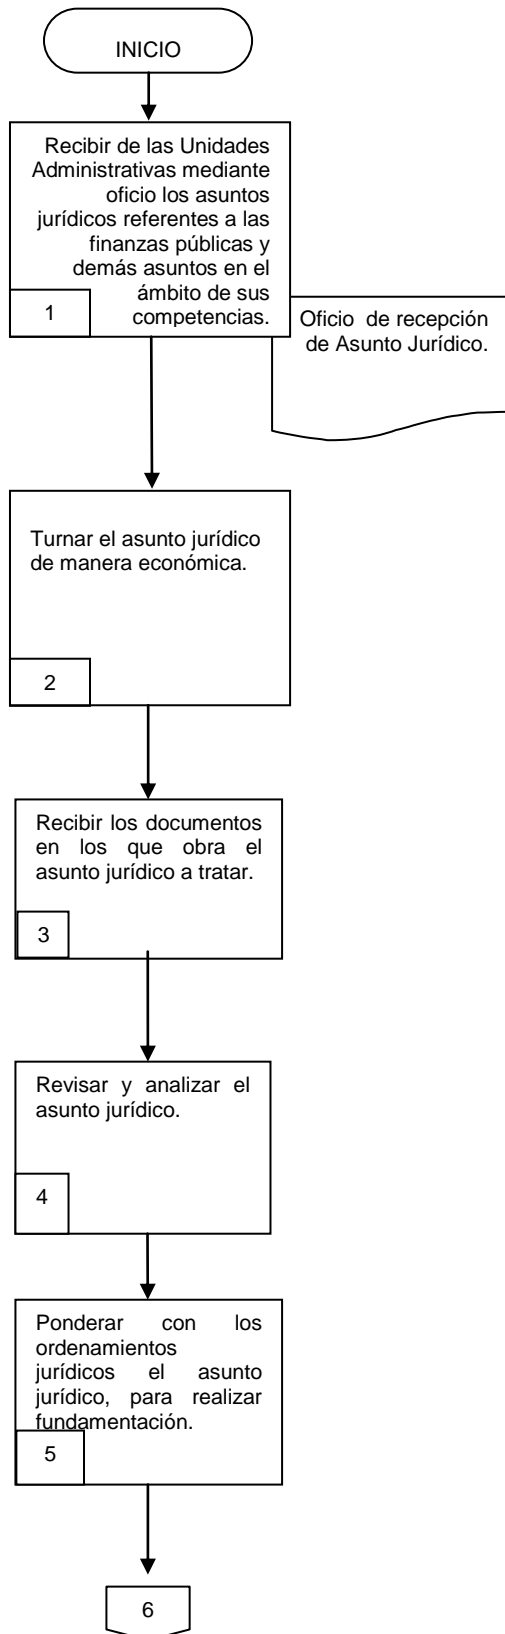 INICIO
Recibir de las Unidades
Administrativas mediante
oficio los asuntos
jurídicos referentes a las
finanzas públicas y
demás asuntos en el
ámbito de sus
competencias.
1
Oficio de recepción
de Asunto Jurídico.
Turnar el asunto jurídico
de manera económica.
2
Recibir los documentos
en los que obra el
asunto jurídico a tratar.
3
Revisar y analizar el
asunto jurídico.
4
Ponderar con los
ordenamientos
jurídicos el asunto
jurídico, para realizar
fundamentación.
5
6